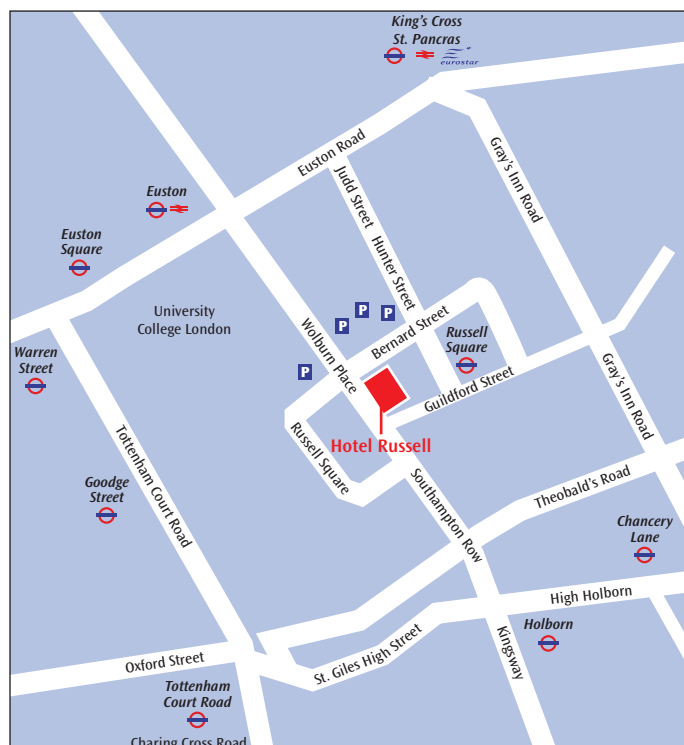 King's Cross
St. Pancras
eurostar
Euston Road
Judd Street
Gray's Inn Road
Euston
Hunter Street
Euston
Square
University
College London
P
P
P
P
Woburn Place
Bernard Street
Russell
Square
Warren
Street
Guildford Street
Gray's Inn Road
Hotel Russell
Russell Square
Tottenham Court Road
Goodge
Street
Southampton Row
Theobald's Road
Chancery
Lane
High Holborn
Holborn
Kingsway
St. Giles High Street
Oxford Street
Tottenham
Court Road
Charing Cross Road